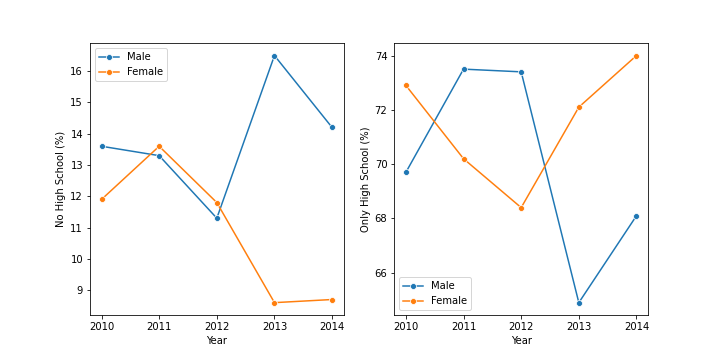 No High School (%)
16
15
14
13
12
11
10
9
2010 2011 2012 2013 2014
Year
Male
Female
Only High School (%)
74
72
70
68
66
2010 2011 2012 2013 2014
Year
Male
Female